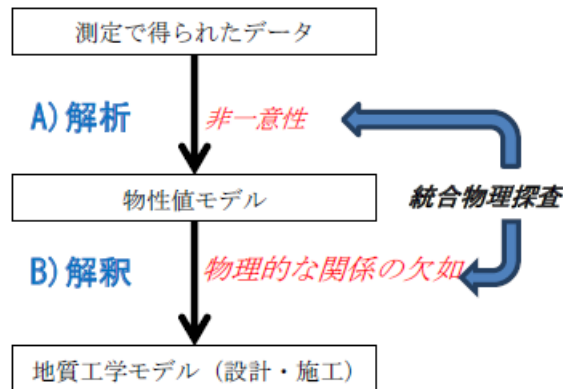 測定で得られたデータ
A)解析
非一意性
物性値モデル
統合物理探査
B)解釈
物理的な関係の欠如
地質工学モデル（設計・施工）